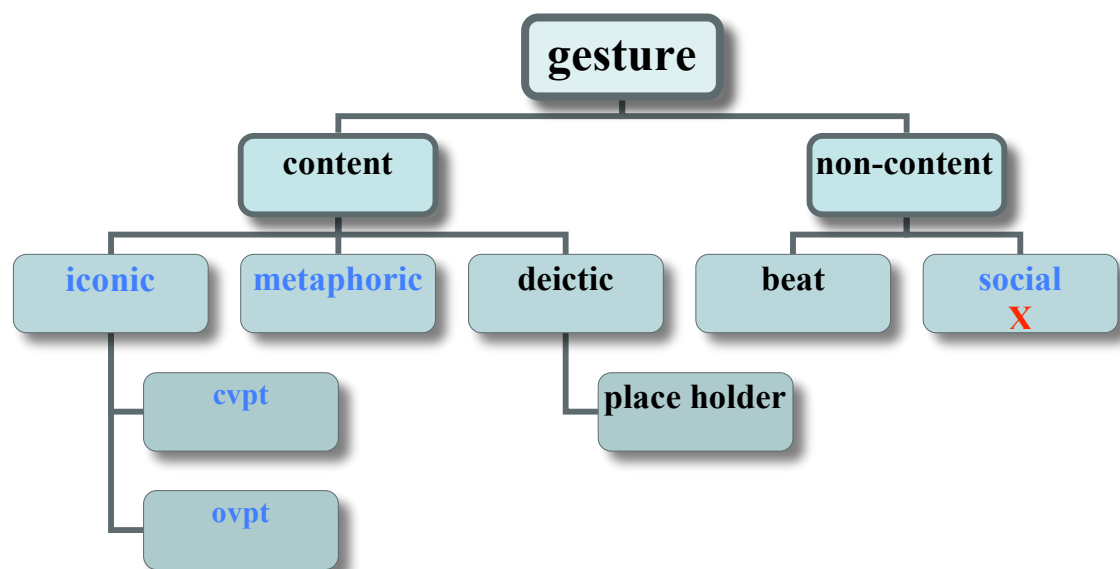 gesture
content
non-content
iconic
metaphoric
deictic
beat
social
X
cvpt
place holder
ovpt